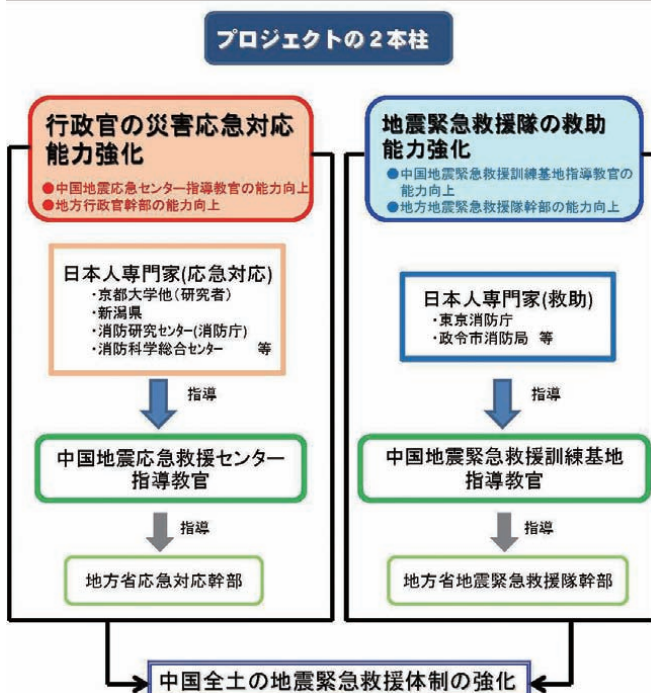 プロジェクトの2本柱
行政官の災害応急対応
能力強化
●中国地震応急センター指導教官の能力向上
●地方行政官幹部の能力向上
日本人専門家(応急対応)
・京都大学他(研究者)
・新潟県
・消防研究センター(消防庁)
・消防科学総合センター 等
指導
中国地震応急救援センター
指導教官
指導
地方省応急対応幹部
地震緊急救援隊の救助
能力強化
●中国地震緊急救援訓練基地指導教官の
能力向上
●地方地震緊急救援隊幹部の能力向上
日本人専門家(救助)
・東京消防庁
・政令市消防局 等
指導
中国地震緊急救援訓練基地
指導教官
指導
地方省地震緊急救援隊幹部
中国全土の地震緊急救援体制の強化